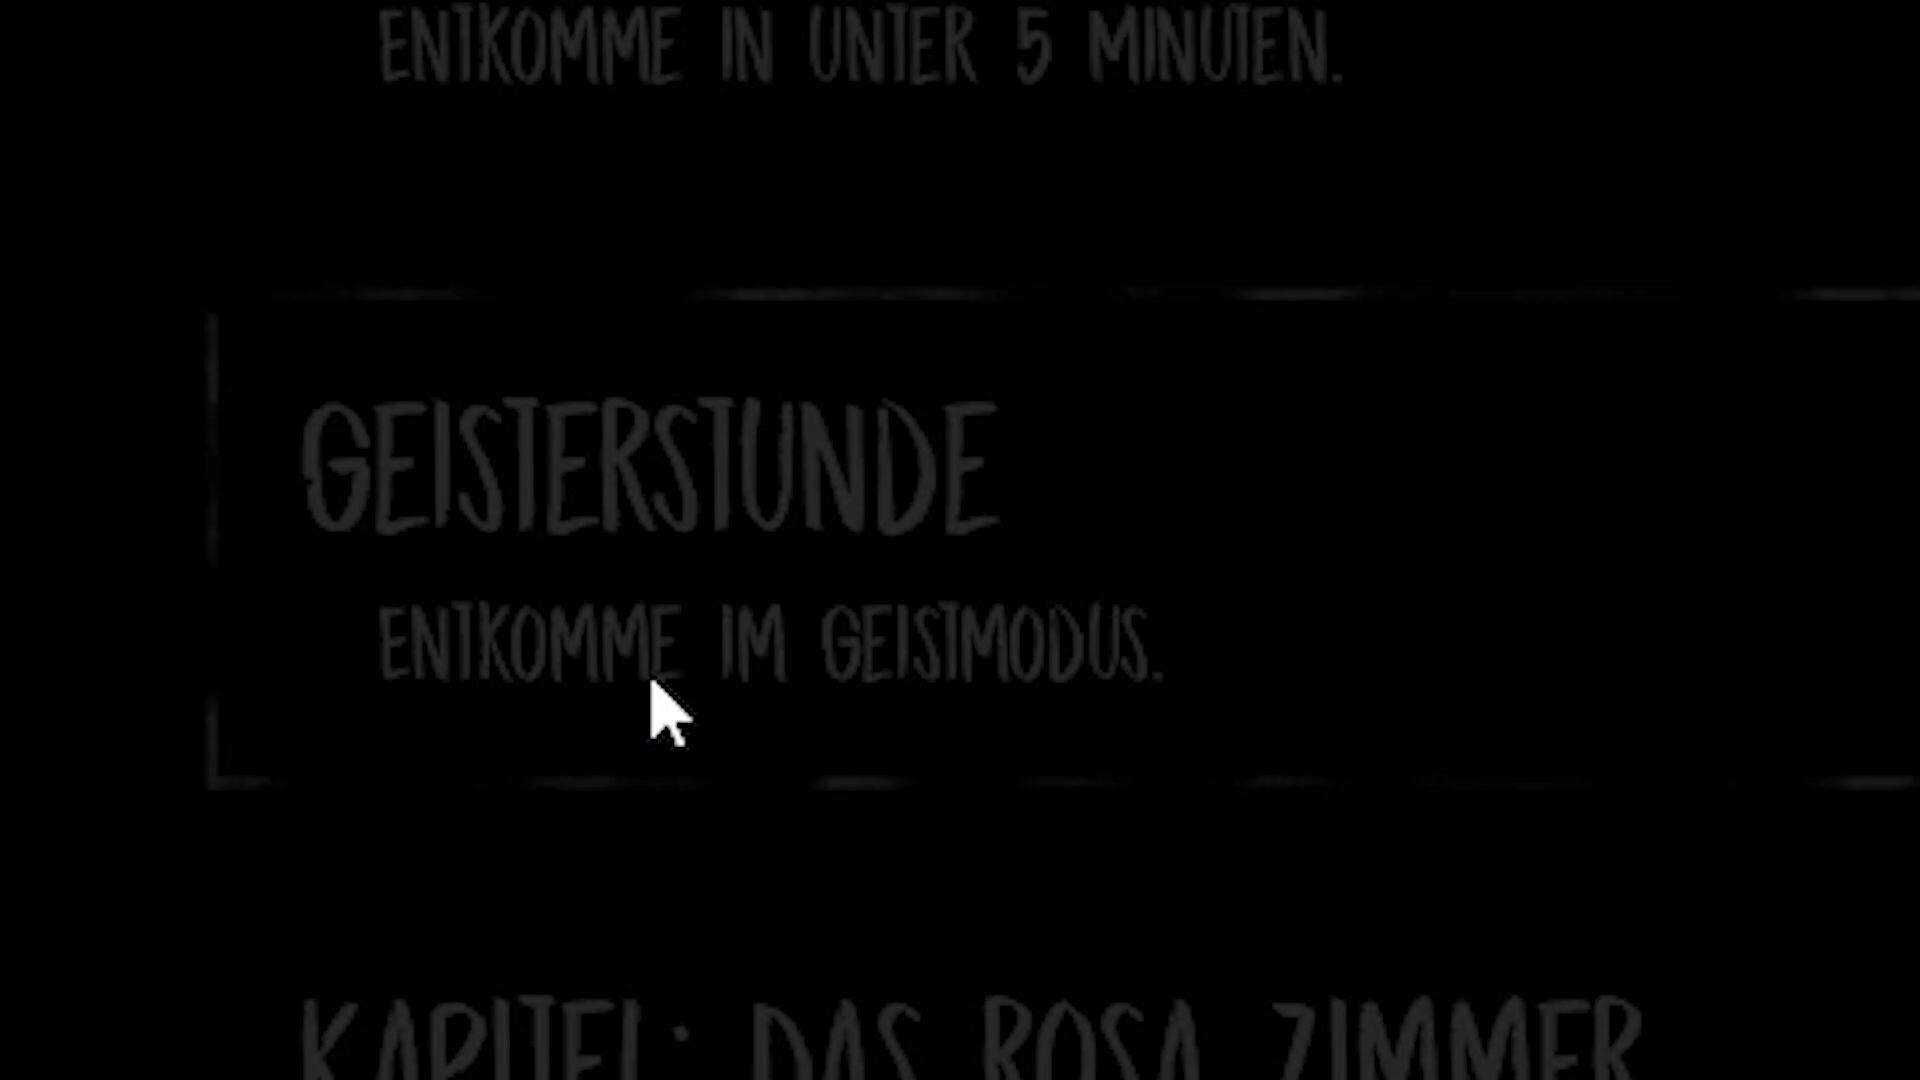 ENTKOMME IN UNTER 5 MINUTEN.
GEISTERSTUNDE
ENTKOMME IM GEISTMODUS.
KAPITEL: DAS ROSA ZIMMER